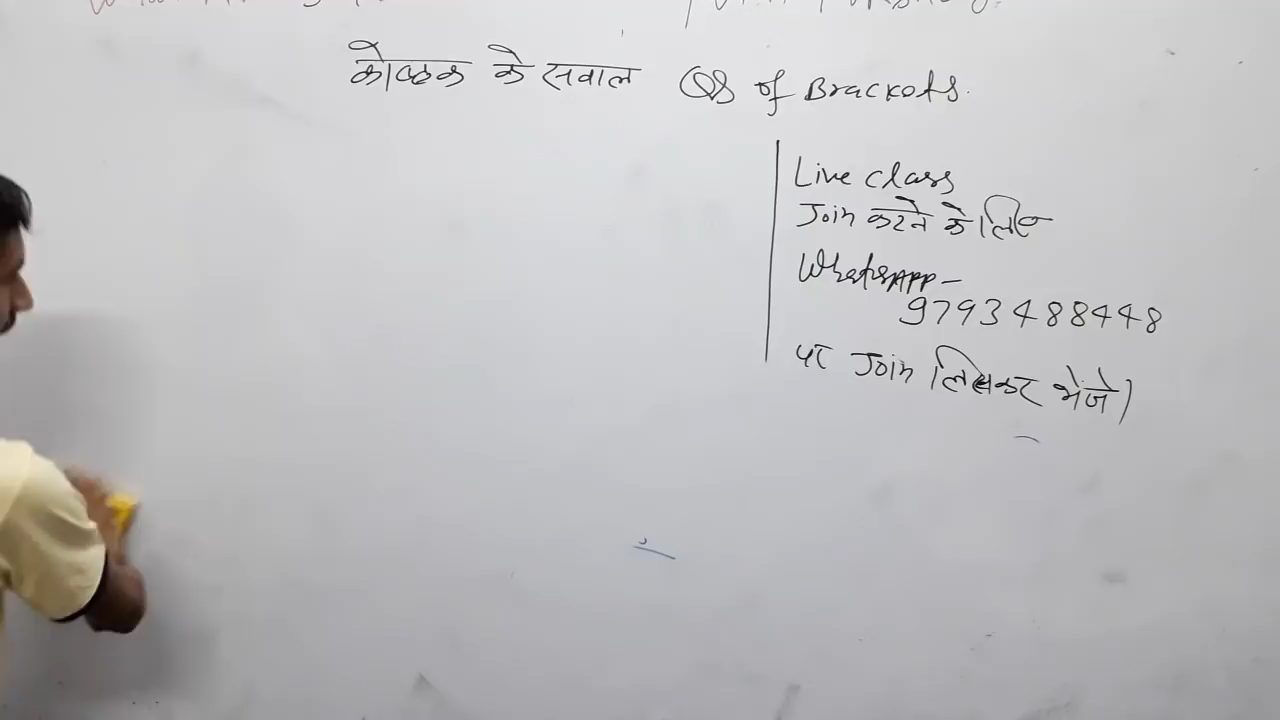 कोष्ठक के सवाल Qs of Brackets.
Live class
Join करने के लिए
WhatsApp -
9793488448
पर Join लिखकर भेजे।